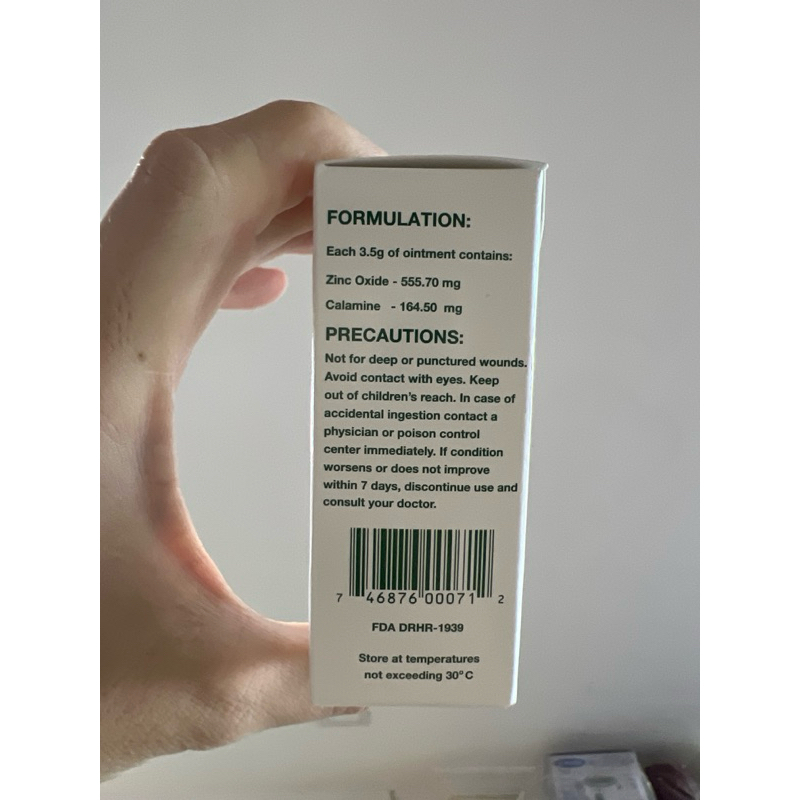 FORMULATION:
Each 3.5g of ointment contains:
Zinc Oxide - 555.70 mg
Calamine - 164.50 mg
PRECAUTIONS:
Not for deep or punctured wounds.
Avoid contact with eyes. Keep
out of children's reach. In case of
accidental ingestion contact a
physician or poison control
center immediately. If condition
worsens or does not improve
within 7 days, discontinue use and
consult your doctor.
7 46876 00071 2
FDA DRHR-1939
Store at temperatures
not exceeding 30°C